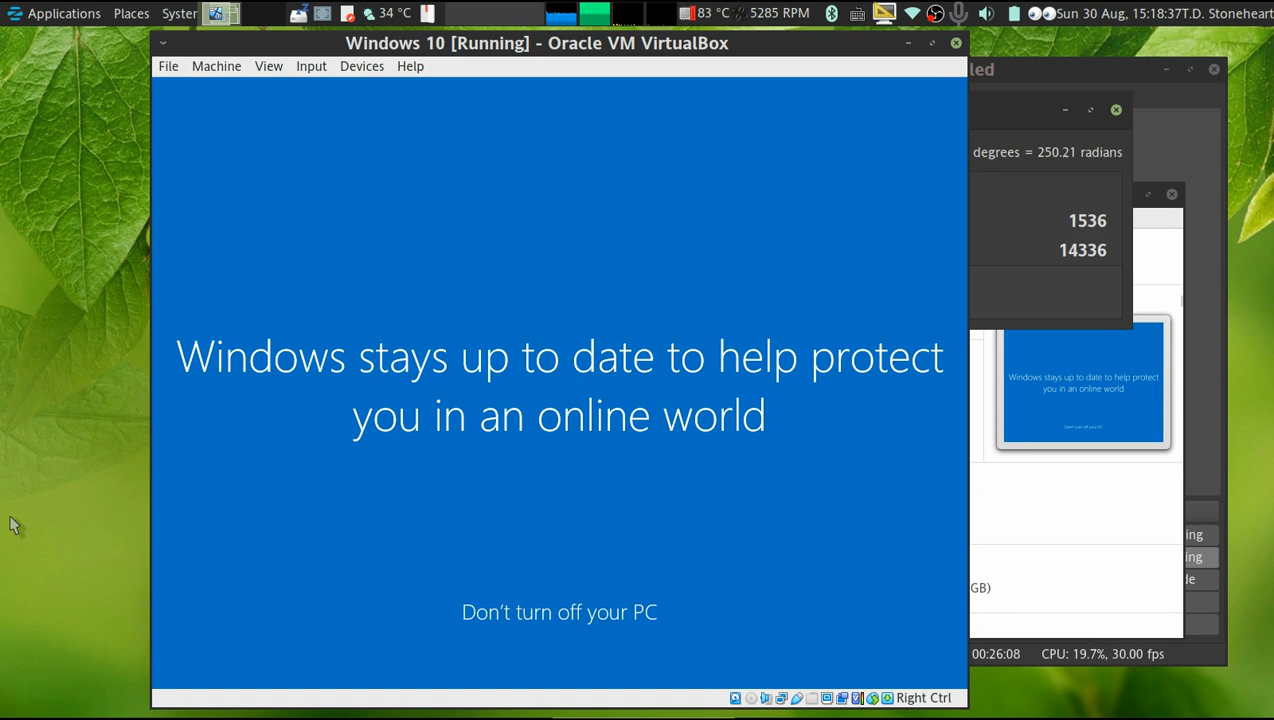 Applications Places System 34 °C 83 °C 5285 RPM Sun 30 Aug, 15:18:37 T.D. Stoneheart
Windows 10 [Running] - Oracle VM VirtualBox
File Machine View Input Devices Help
led
degrees = 250.21 radians
1536
14336
Windows stays up to date to help protect
you in an online world
Don't turn off your PC
Windows stays up to date to help protect
you in an online world
Don't turn off your PC
ing
ing
de
GB)
00:26:08 CPU: 19.7%, 30.00 fps
Right Ctrl